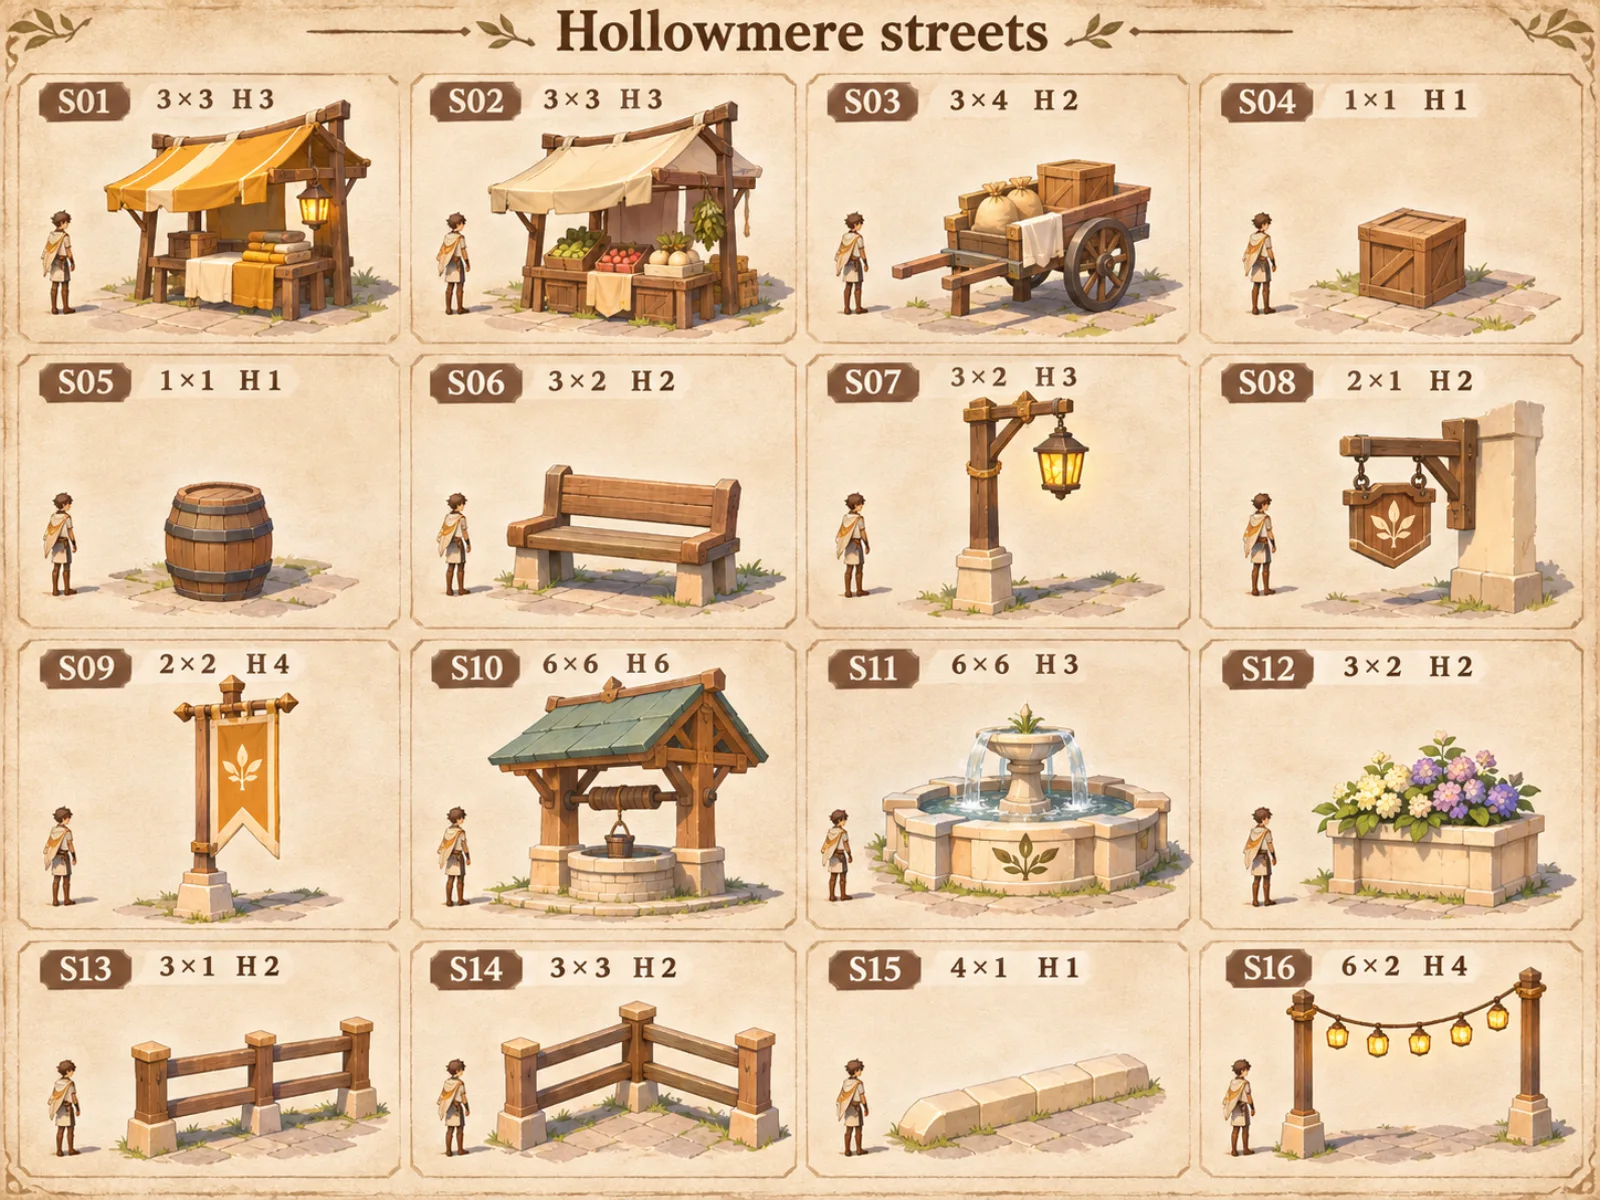 Hollowmere streets
S01 3×3 H3
S02 3×3 H3
S03 3×4 H2
S04 1×1 H1
S05 1×1 H1
S06 3×2 H2
S07 3×2 H3
S08 2×1 H2
S09 2×2 H4
S10 6×6 H6
S11 6×6 H3
S12 3×2 H2
S13 3×1 H2
S14 3×3 H2
S15 4×1 H1
S16 6×2 H4